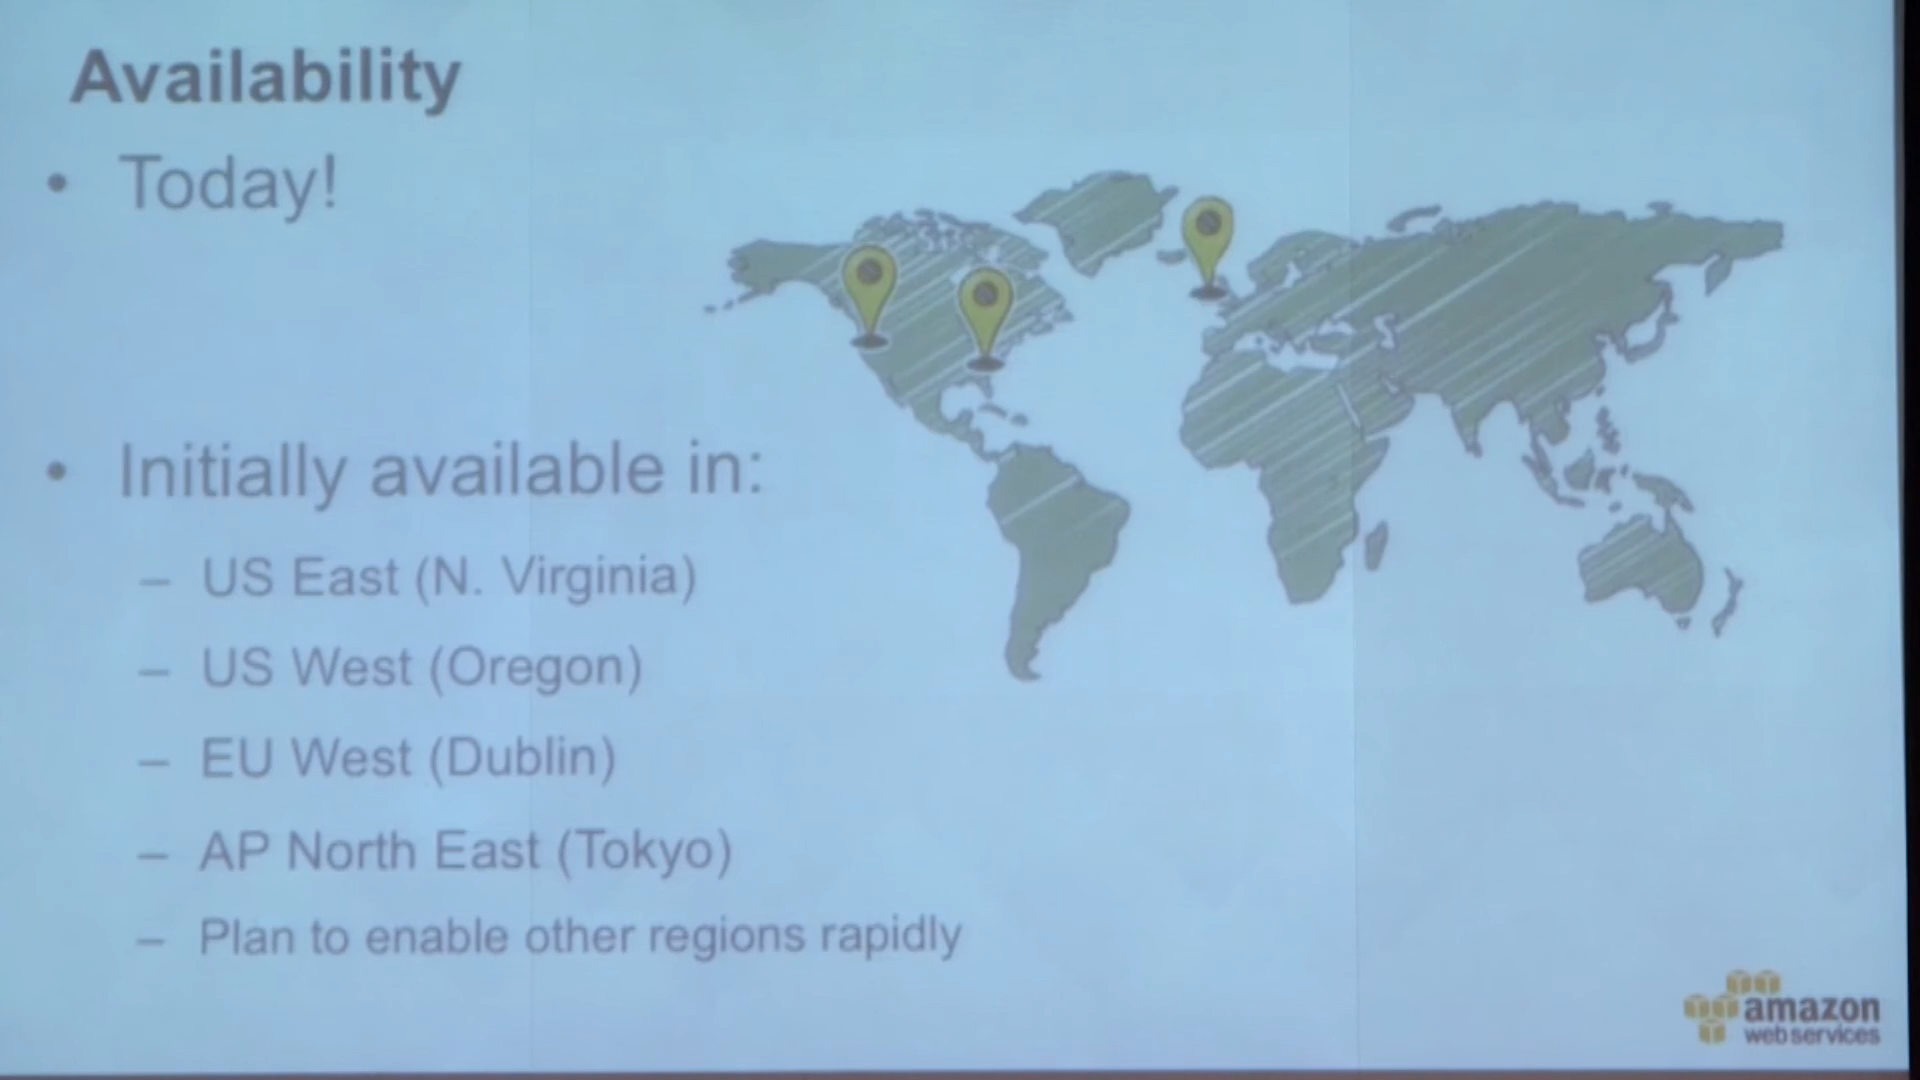 Availability
• Today!
• Initially available in:
– US East (N. Virginia)
– US West (Oregon)
– EU West (Dublin)
– AP North East (Tokyo)
– Plan to enable other regions rapidly
amazon
web services